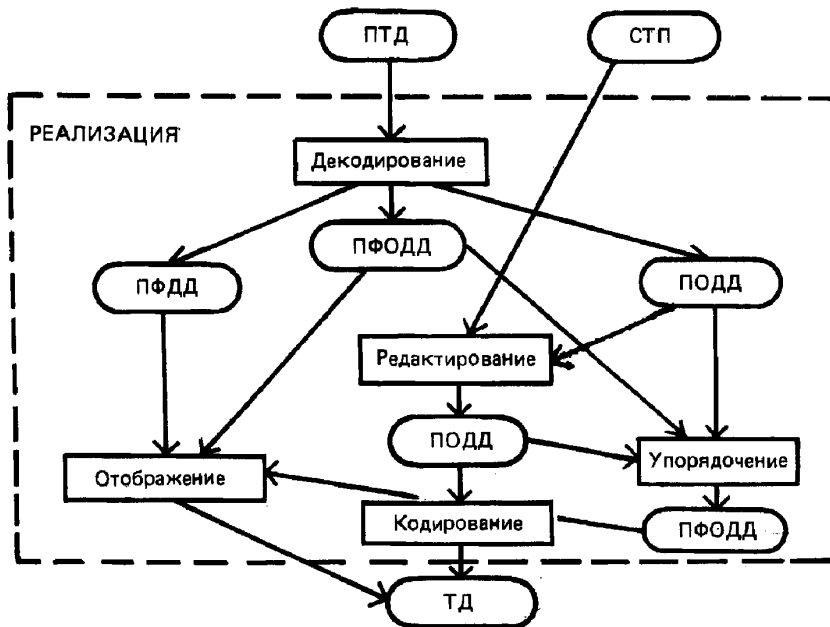 ПТД
СТП
РЕАЛИЗАЦИЯ
Декодирование
ПФОДД
ПФДД
ПОДД
Редактирование
ПОДД
Упорядочение
Отображение
Кодирование
ПФОДД
ТД